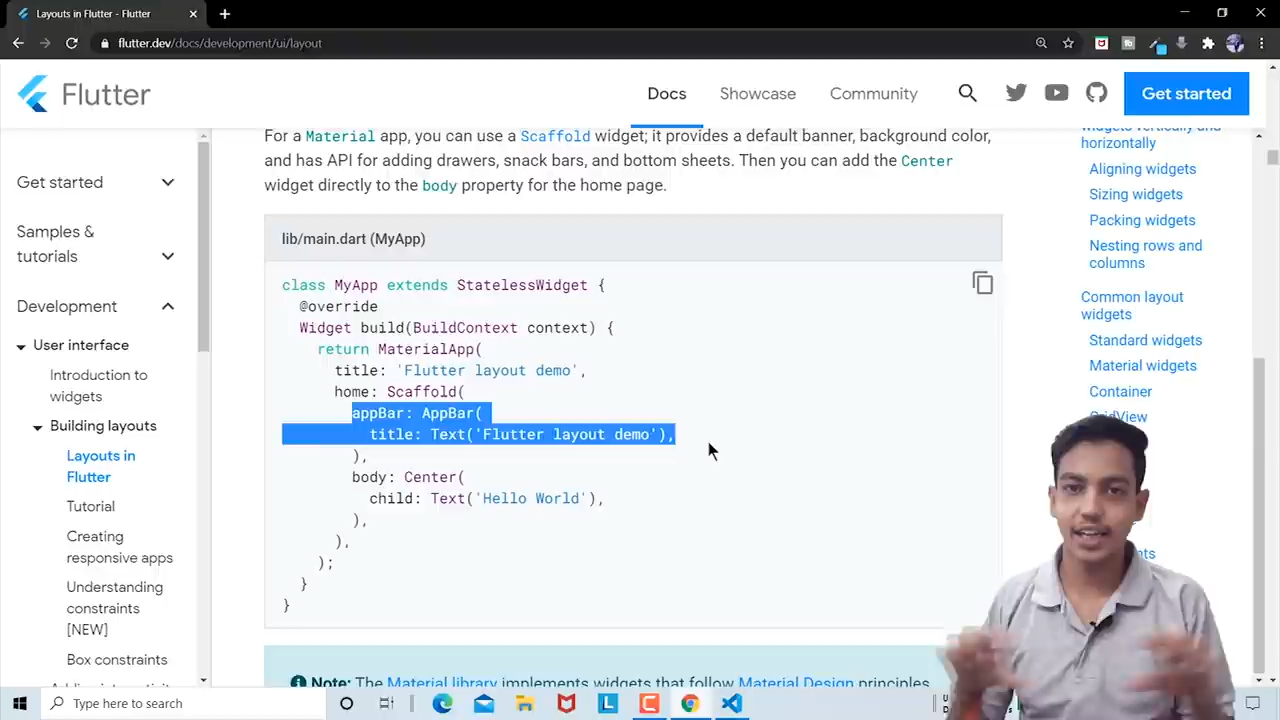 Layouts in Flutter - Flutter
flutter.dev/docs/development/ui/layout
Flutter
Docs
Showcase
Community
Get started
Get started
Samples &
tutorials
Development
User interface
Introduction to
widgets
Building layouts
Layouts in
Flutter
Tutorial
Creating
responsive apps
Understanding
constraints
[NEW]
Box constraints
For a Material app, you can use a Scaffold widget; it provides a default banner, background color,
and has API for adding drawers, snack bars, and bottom sheets. Then you can add the Center
widget directly to the body property for the home page.
lib/main.dart (MyApp)
class MyApp extends StatelessWidget {
@override
Widget build(BuildContext context) {
return MaterialApp(
title: 'Flutter layout demo',
home: Scaffold(
appBar: AppBar(
title: Text('Flutter layout demo'),
),
body: Center(
child: Text('Hello World'),
),
),
);
}
}
Note: The Material library implements widgets that follow Material Design principles.
widgets vertically and
horizontally
Aligning widgets
Sizing widgets
Packing widgets
Nesting rows and
columns
Common layout
widgets
Standard widgets
Material widgets
Container
GridView
Type here to search